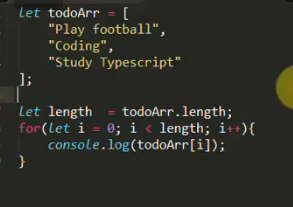 let todoArr = [
    "Play football",
    "Coding",
    "Study Typescript"
];
let length  = todoArr.length;
for(let i = 0; i < length; i++){
    console.log(todoArr[i]);
}